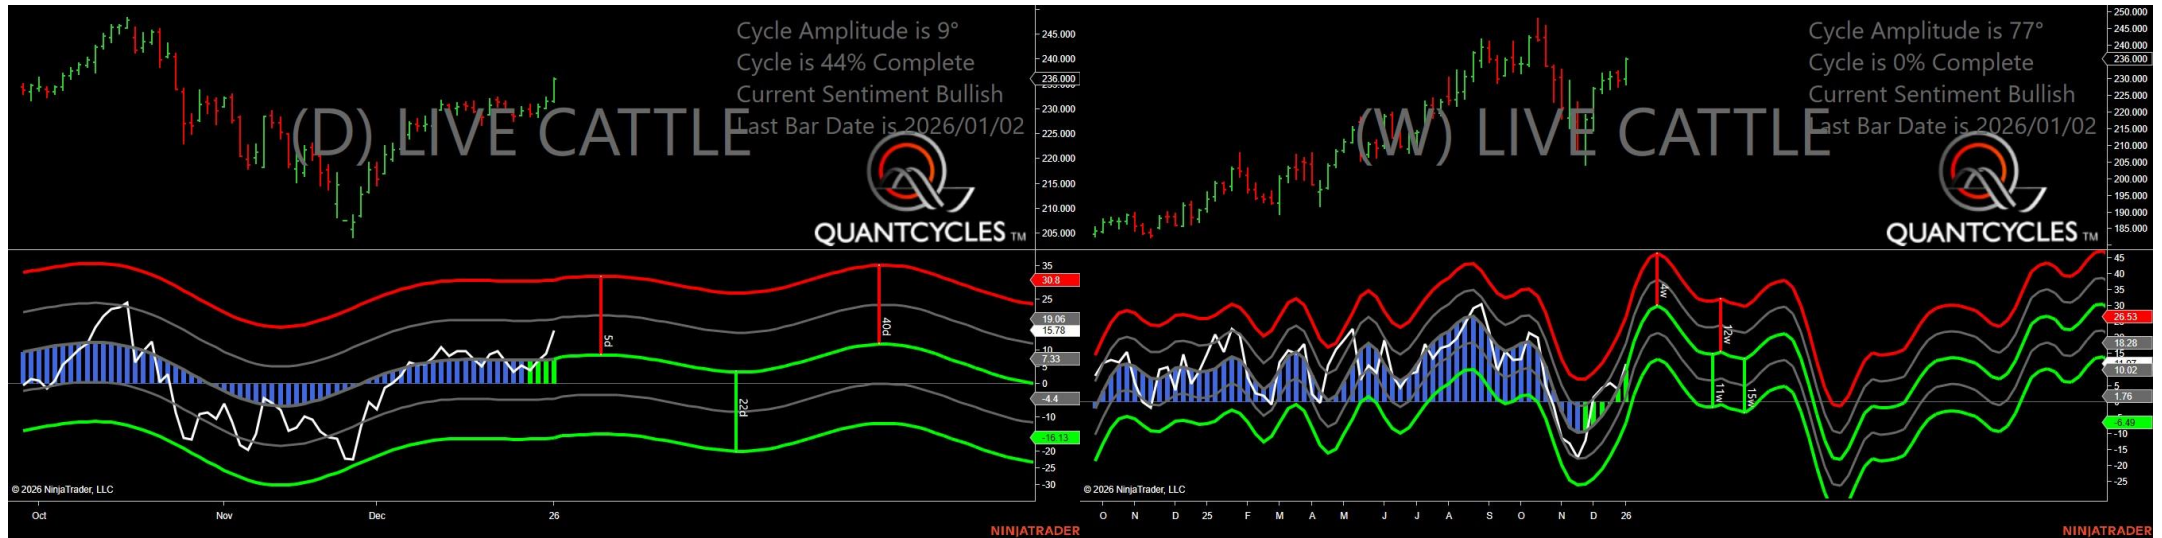 Cycle Amplitude is 9°
Cycle is 44% Complete
Current Sentiment Bullish
Last Bar Date is 2026/01/02
(D) LIVE CATTLE
QUANTCYCLES TM
245.000
240.000
236.000
230.000
225.000
220.000
215.000
210.000
205.000
35
30.8
25
19.06
15.78
10
7.33
5
0
-4.4
-10
-16.13
-20
-25
-30
5d
22d
40d
© 2026 NinjaTrader, LLC
Oct
Nov
Dec
26
NINJATRADER
Cycle Amplitude is 77°
Cycle is 0% Complete
Current Sentiment Bullish
Last Bar Date is 2026/01/02
(W) LIVE CATTLE
QUANTCYCLES TM
250.000
245.000
240.000
236.000
230.000
225.000
220.000
215.000
210.000
205.000
200.000
195.000
190.000
185.000
45
40
35
30
26.53
18.28
15
10.02
5
1.76
-6.49
-10
-15
-20
-25
4w
12w
11w
15w
© 2026 NinjaTrader, LLC
O N D 25 F M A M J J A S O N D 26
NINJATRADER